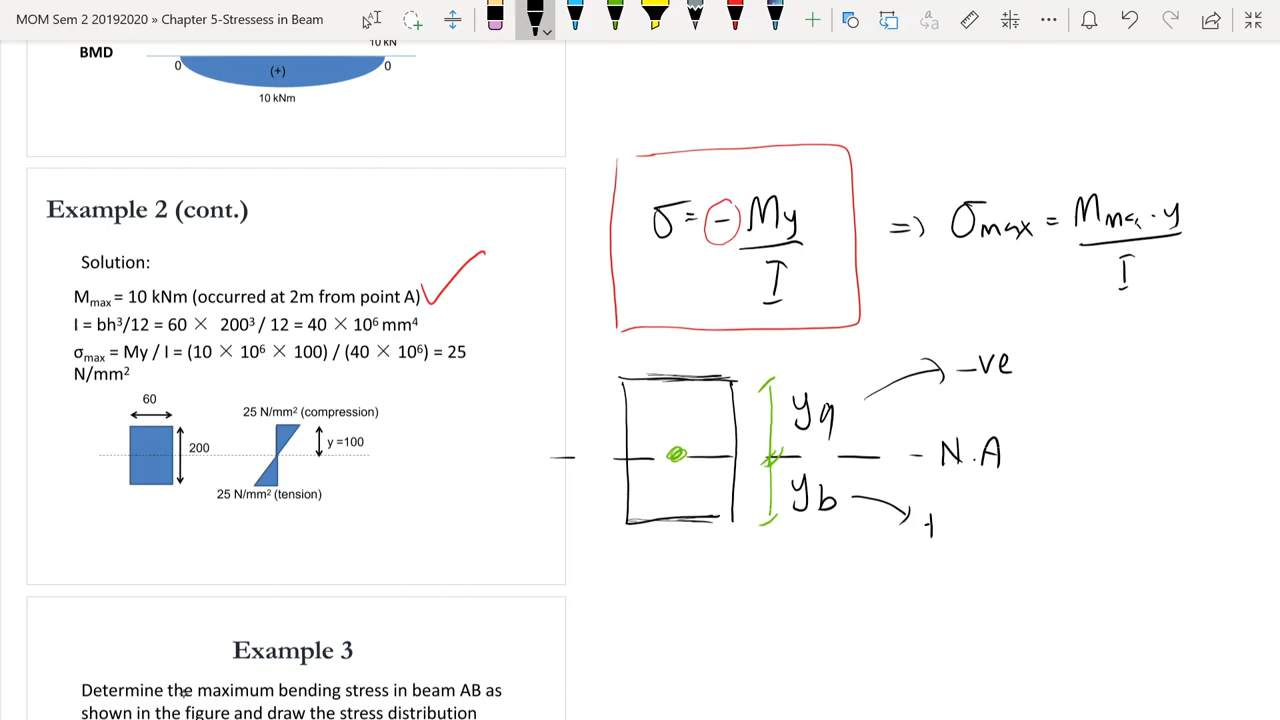 MOM Sem 2 20192020 » Chapter 5-Stressess in Beam
10 kN
BMD
0
(+)
0
10 kNm
Example 2 (cont.)
Solution:
Mmax = 10 kNm (occurred at 2m from point A)
I = bh³/12 = 60 × 200³ / 12 = 40 × 10⁶ mm⁴
σmax = My / I = (10 × 10⁶ × 100) / (40 × 10⁶) = 25
N/mm²
60
200
25 N/mm² (compression)
y =100
25 N/mm² (tension)
Example 3
Determine the maximum bending stress in beam AB as
shown in the figure and draw the stress distribution
σ = - My
I
=> σmax = Mmax . y
I
-ve
N.A
yb